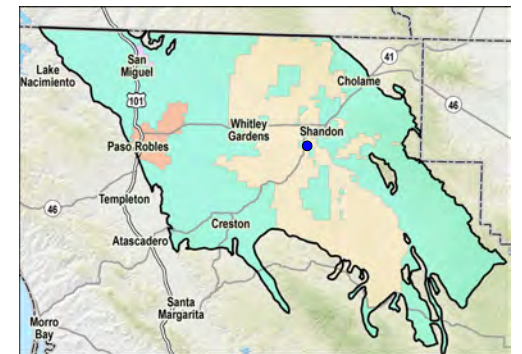 41
Lake
Nacimiento
San
Miguel
Cholame
101
46
Whitley
Gardens
Shandon
Paso Robles
Templeton
46
Creston
Atascadero
Santa
Margarita
Morro
Bay